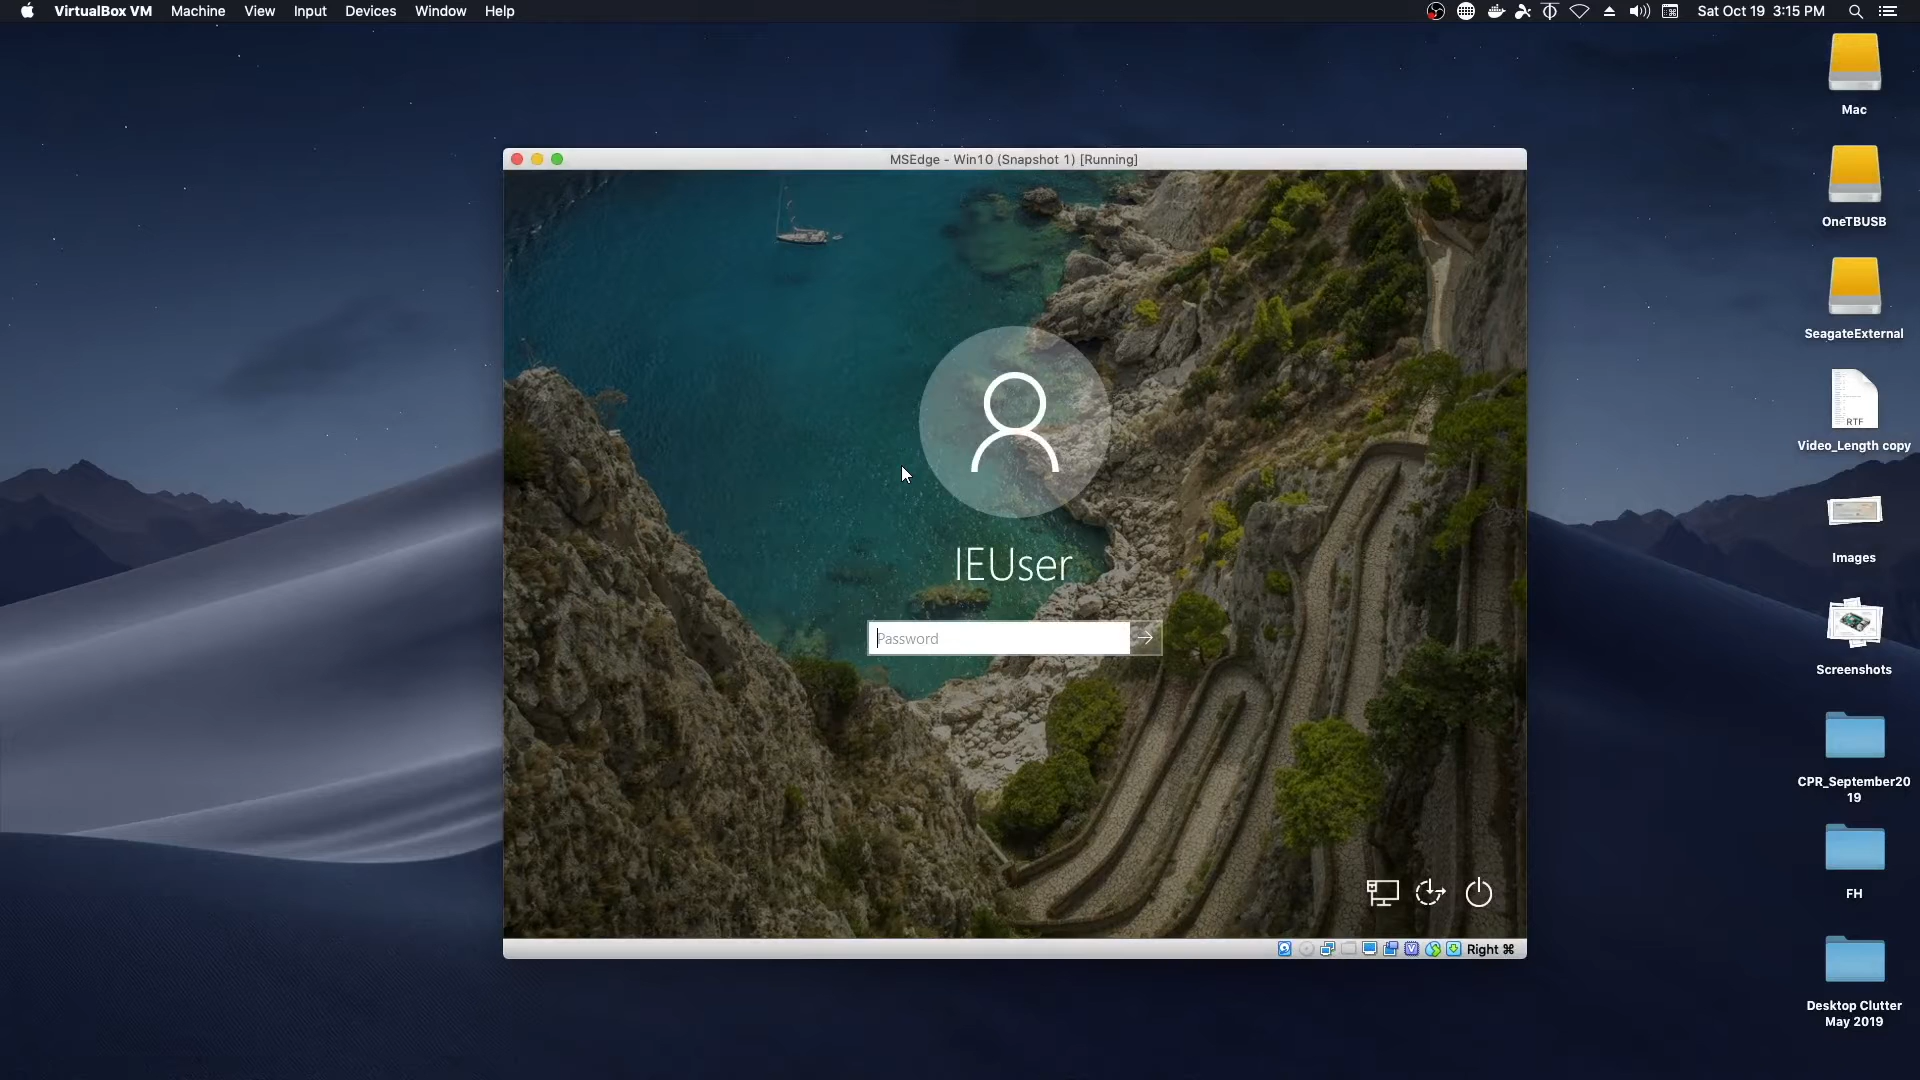 VirtualBox VM Machine View Input Devices Window Help
Sat Oct 19 3:15 PM
MSEdge - Win10 (Snapshot 1) [Running]
IEUser
Password
Right ⌘
Mac
OneTBUSB
SeagateExternal
RTF
Video_Length copy
Images
Screenshots
CPR_September20
19
FH
Desktop Clutter
May 2019